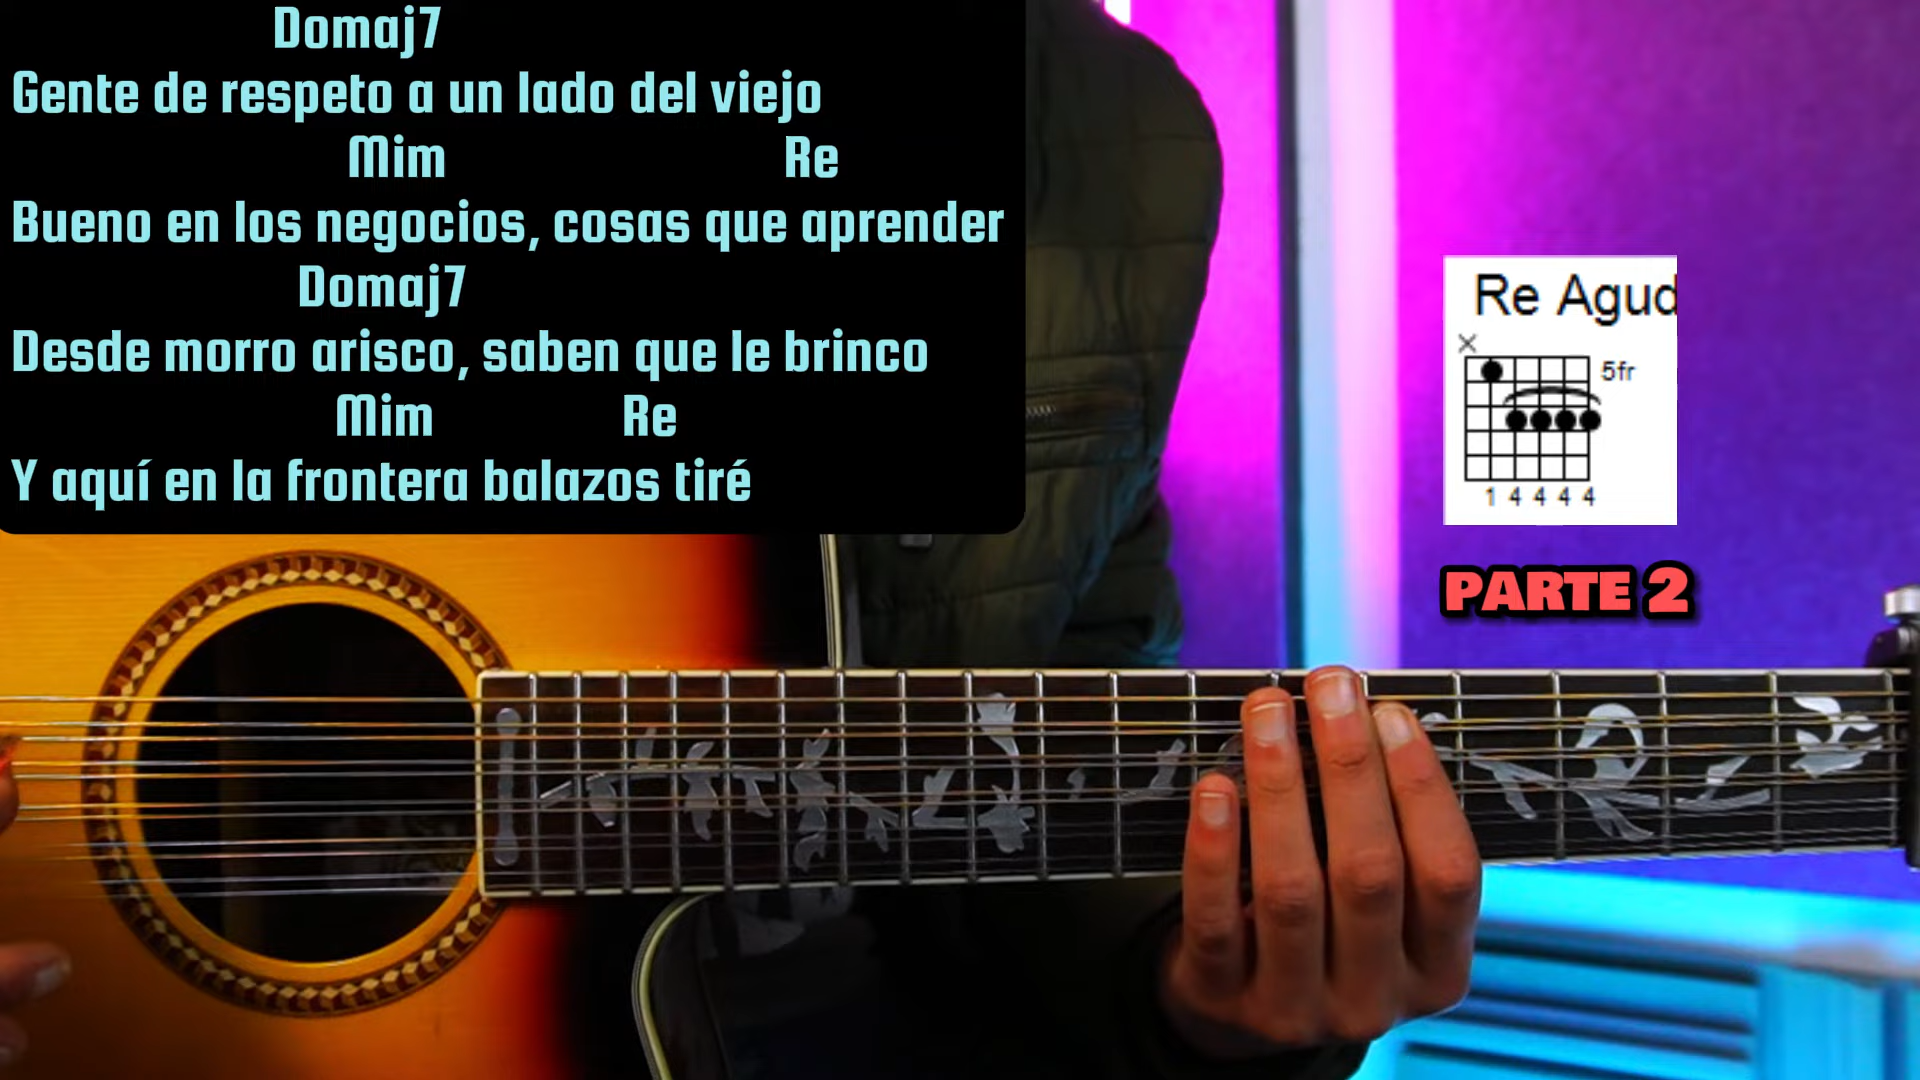 Domaj7
Gente de respeto a un lado del viejo
Mim Re
Bueno en los negocios, cosas que aprender
Domaj7
Desde morro arisco, saben que le brinco
Mim Re
Y aquí en la frontera balazos tiré
Re Agud
x
5fr
1 4 4 4 4
PARTE 2